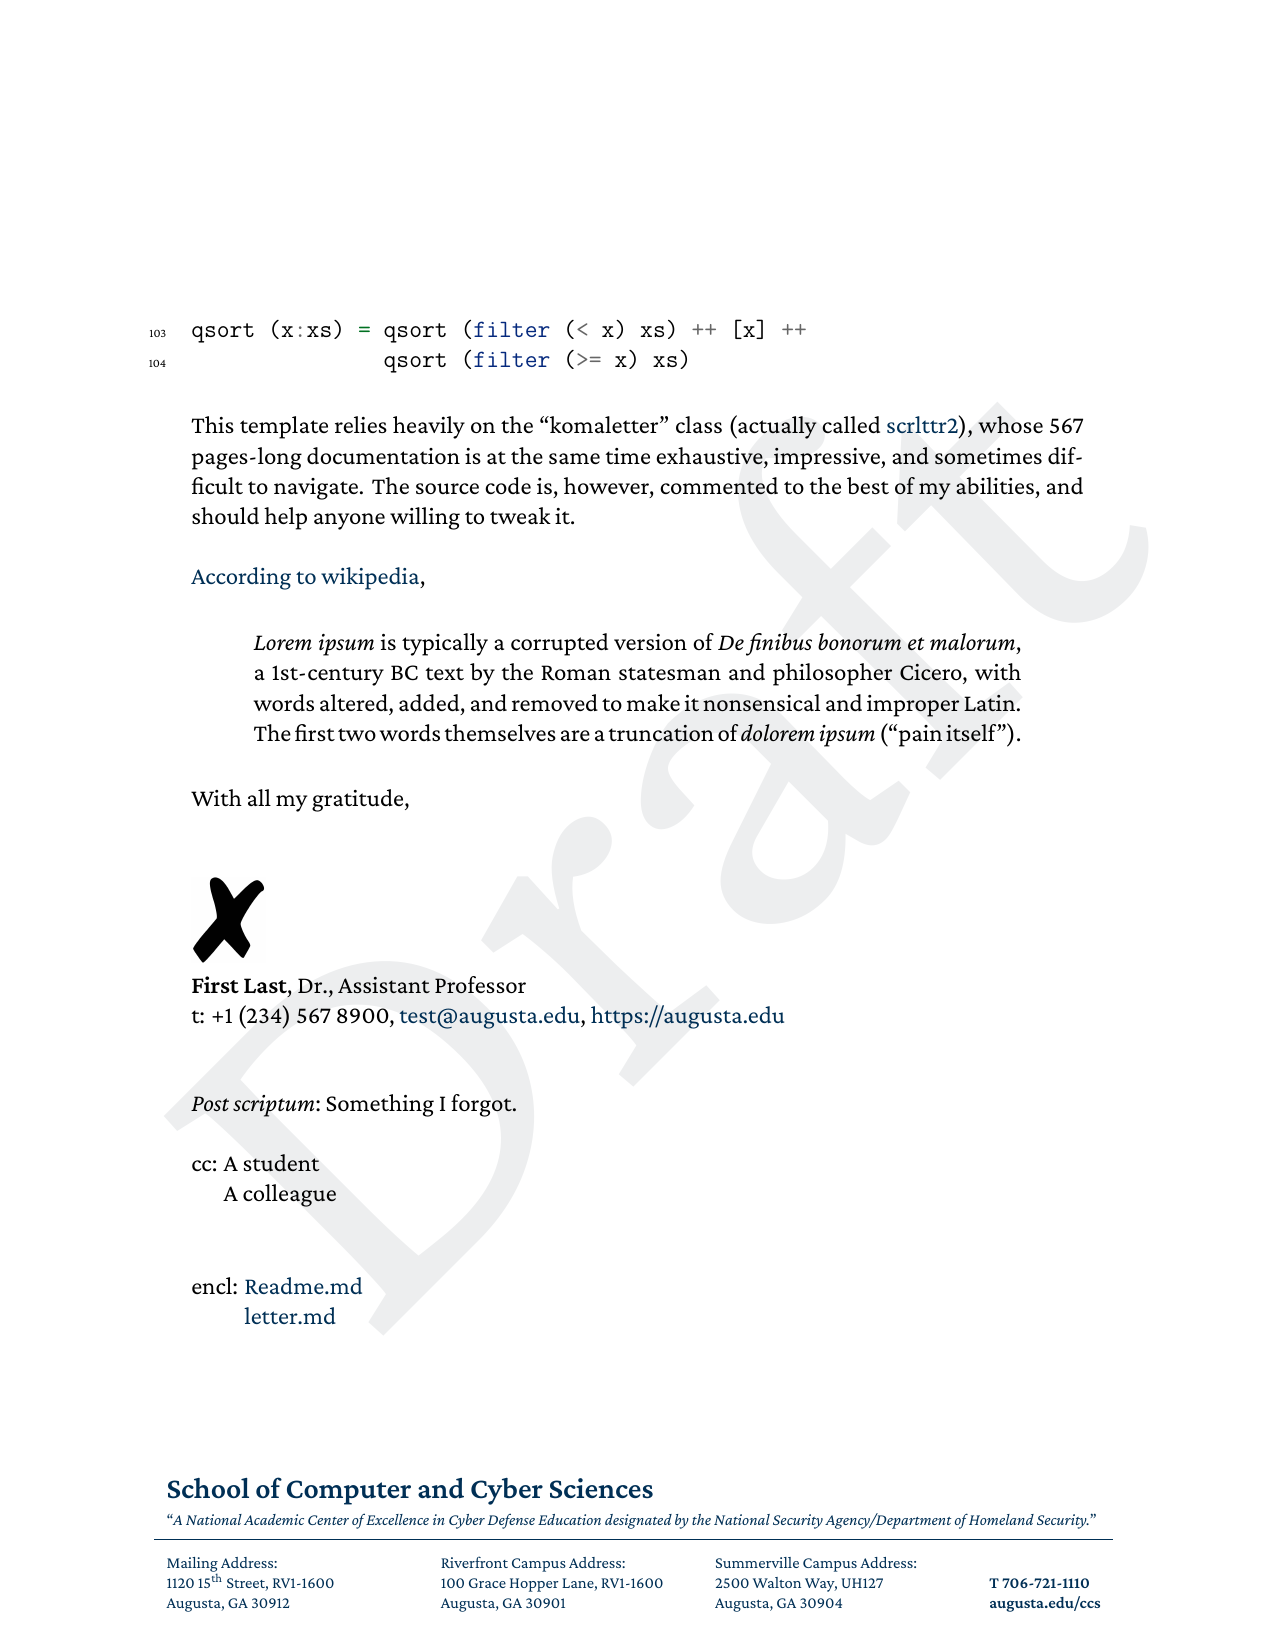 103 qsort (x:xs) = qsort (filter (< x) xs) ++ [x] ++
104 qsort (filter (>= x) xs)
This template relies heavily on the “komaletter” class (actually called scrlttr2), whose 567
pages-long documentation is at the same time exhaustive, impressive, and sometimes dif-
ficult to navigate. The source code is, however, commented to the best of my abilities, and
should help anyone willing to tweak it.
According to wikipedia,
Lorem ipsum is typically a corrupted version of De finibus bonorum et malorum,
a 1st-century BC text by the Roman statesman and philosopher Cicero, with
words altered, added, and removed to make it nonsensical and improper Latin.
The first two words themselves are a truncation of dolorem ipsum (“pain itself”).
With all my gratitude,
First Last, Dr., Assistant Professor
t: +1 (234) 567 8900, test@augusta.edu, https://augusta.edu
Post scriptum: Something I forgot.
cc: A student
A colleague
encl: Readme.md
letter.md
Draft
School of Computer and Cyber Sciences
“A National Academic Center of Excellence in Cyber Defense Education designated by the National Security Agency/Department of Homeland Security.”
Mailing Address:
1120 15th Street, RV1-1600
Augusta, GA 30912
Riverfront Campus Address:
100 Grace Hopper Lane, RV1-1600
Augusta, GA 30901
Summerville Campus Address:
2500 Walton Way, UH127
Augusta, GA 30904
T 706-721-1110
augusta.edu/ccs